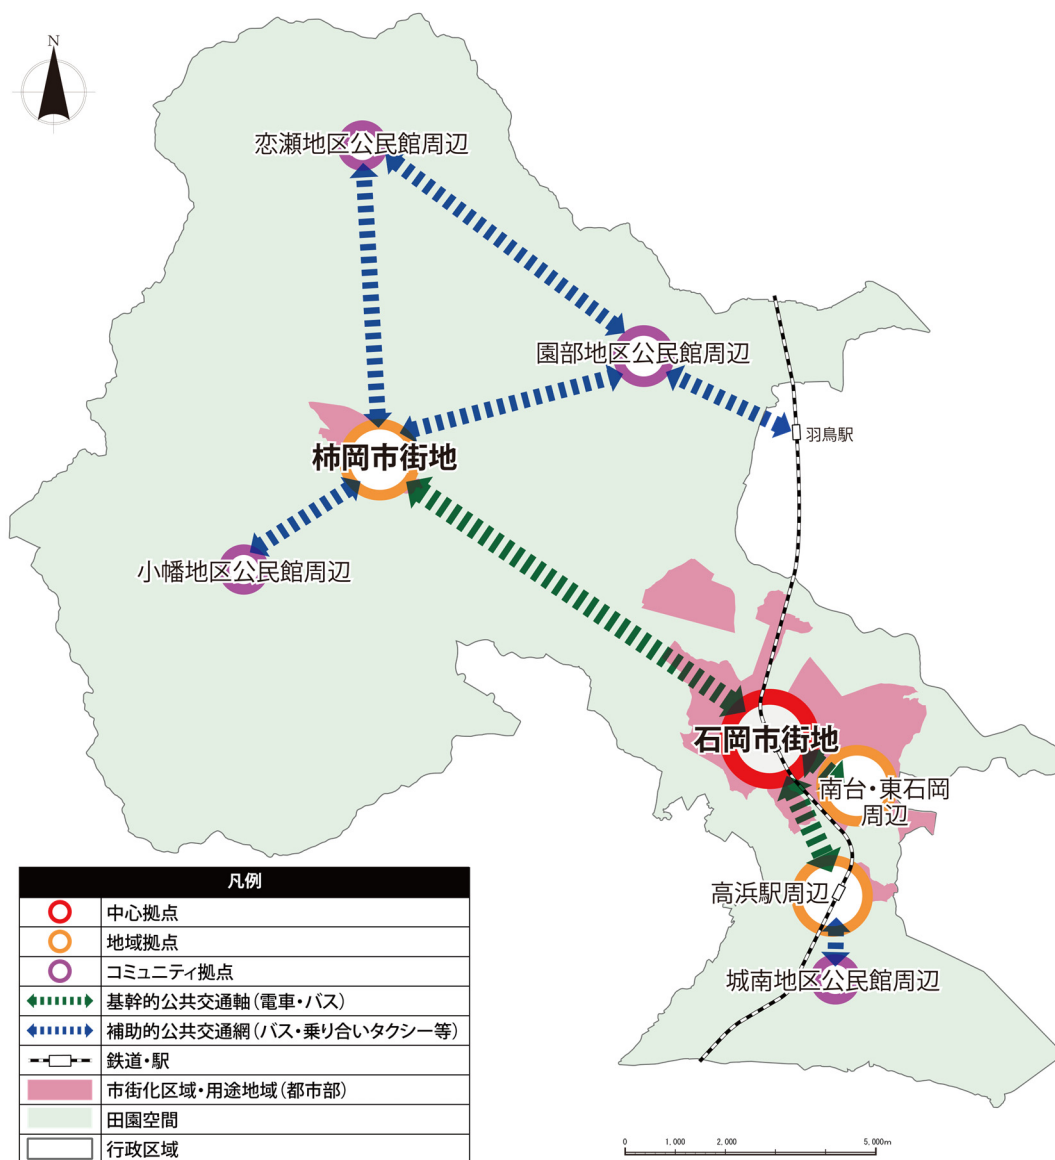 N
恋瀬地区公民館周辺
園部地区公民館周辺
羽鳥駅
柿岡市街地
小幡地区公民館周辺
石岡市街地
南台・東石岡
周辺
高浜駅周辺
城南地区公民館周辺
凡例
中心拠点
地域拠点
コミュニティ拠点
基幹的公共交通軸(電車・バス)
補助的公共交通網(バス・乗り合いタクシー等)
鉄道・駅
市街化区域・用途地域(都市部)
田園空間
行政区域
0 1,000 2,000 5,000m